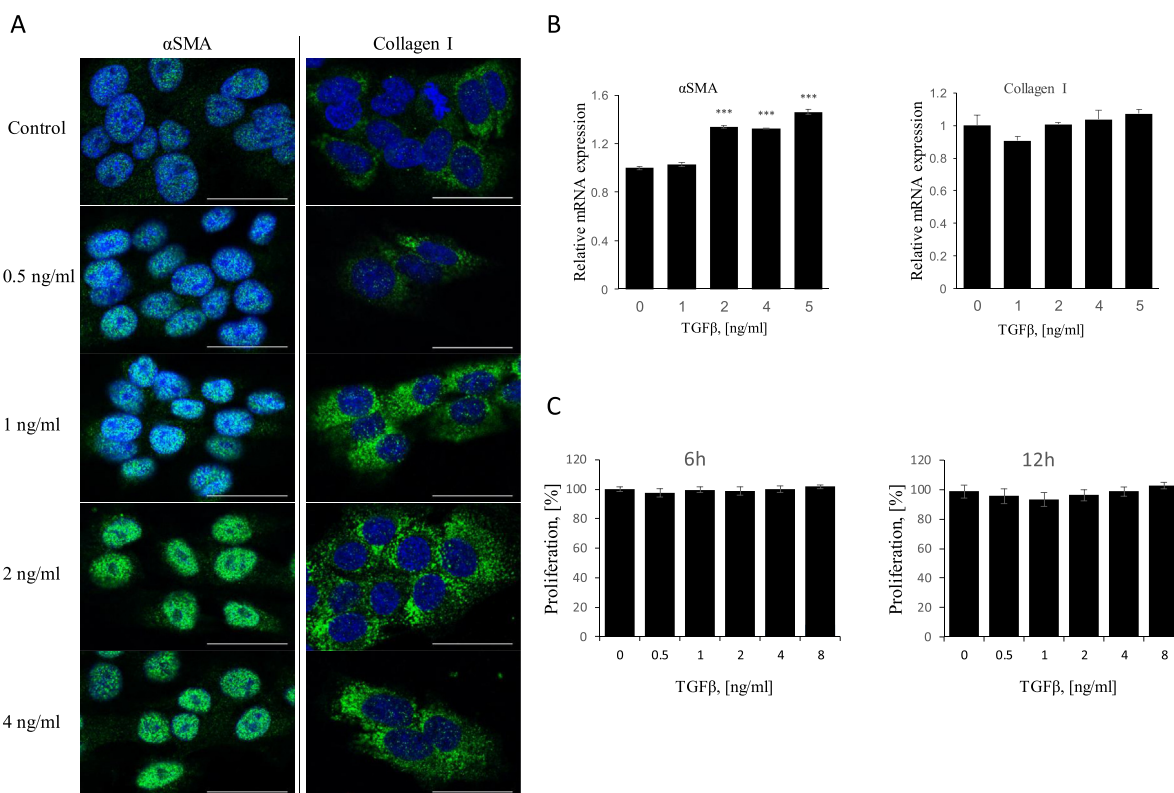 A
αSMA
Collagen I
Control
0.5 ng/ml
1 ng/ml
2 ng/ml
4 ng/ml
B
αSMA
Relative mRNA expression
1.6
1.2
0.8
0.4
0
***
***
***
0 1 2 4 5
TGFβ, [ng/ml]
Collagen I
Relative mRNA expression
1.2
1
0.8
0.6
0.4
0.2
0
0 1 2 4 5
TGFβ, [ng/ml]
C
6h
Proliferation, [%]
120
100
80
60
40
20
0
0 0.5 1 2 4 8
TGFβ, [ng/ml]
12h
Proliferation, [%]
120
100
80
60
40
20
0
0 0.5 1 2 4 8
TGFβ, [ng/ml]